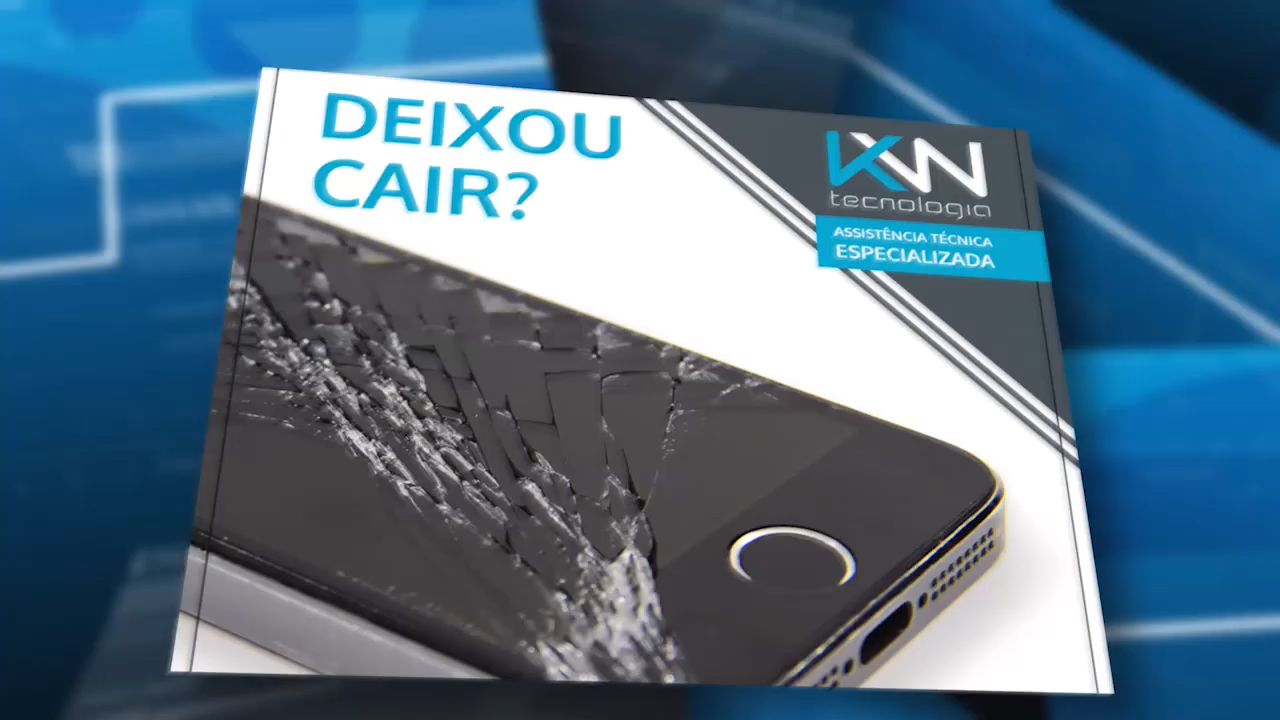 DEIXOU
CAIR?
KW
tecnologia
ASSISTÊNCIA TÉCNICA
ESPECIALIZADA